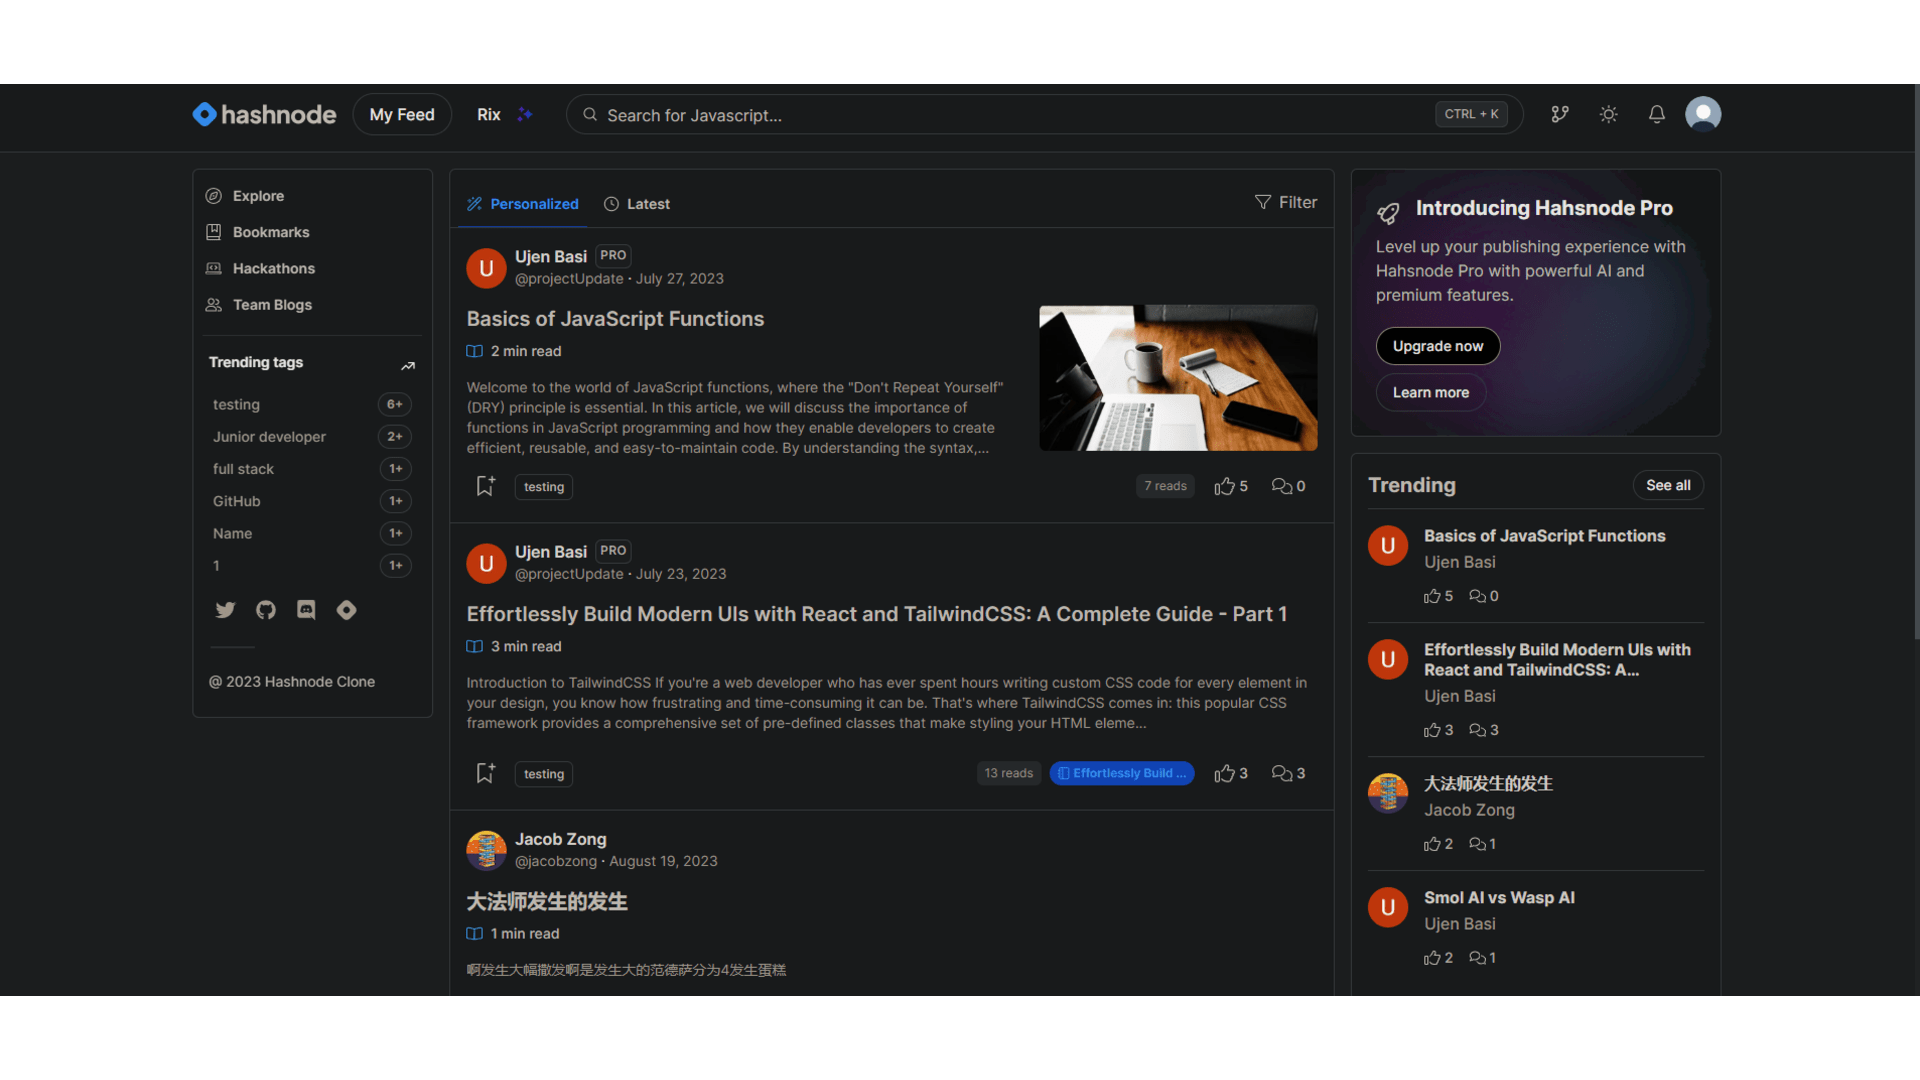 hashnode
My Feed
Rix
Search for Javascript...
CTRL + K
Explore
Bookmarks
Hackathons
Team Blogs
Trending tags
testing 6+
Junior developer 2+
full stack 1+
GitHub 1+
Name 1+
1 1+
@ 2023 Hashnode Clone
Personalized
Latest
Filter
U
Ujen Basi PRO
@projectUpdate · July 27, 2023
Basics of JavaScript Functions
2 min read
Welcome to the world of JavaScript functions, where the "Don't Repeat Yourself"
(DRY) principle is essential. In this article, we will discuss the importance of
functions in JavaScript programming and how they enable developers to create
efficient, reusable, and easy-to-maintain code. By understanding the syntax,...
testing
7 reads
5
0
U
Ujen Basi PRO
@projectUpdate · July 23, 2023
Effortlessly Build Modern UIs with React and TailwindCSS: A Complete Guide - Part 1
3 min read
Introduction to TailwindCSS If you're a web developer who has ever spent hours writing custom CSS code for every element in
your design, you know how frustrating and time-consuming it can be. That's where TailwindCSS comes in: this popular CSS
framework provides a comprehensive set of pre-defined classes that make styling your HTML eleme...
testing
13 reads
Effortlessly Build ...
3
3
Jacob Zong
@jacobzong · August 19, 2023
大法师发生的发生
1 min read
啊发生大幅撒发啊是发生大的范德萨分为4发生蛋糕
Introducing Hahsnode Pro
Level up your publishing experience with
Hahsnode Pro with powerful AI and
premium features.
Upgrade now
Learn more
Trending
See all
U
Basics of JavaScript Functions
Ujen Basi
5
0
U
Effortlessly Build Modern UIs with
React and TailwindCSS: A...
Ujen Basi
3
3
大法师发生的发生
Jacob Zong
2
1
U
Smol AI vs Wasp AI
Ujen Basi
2
1